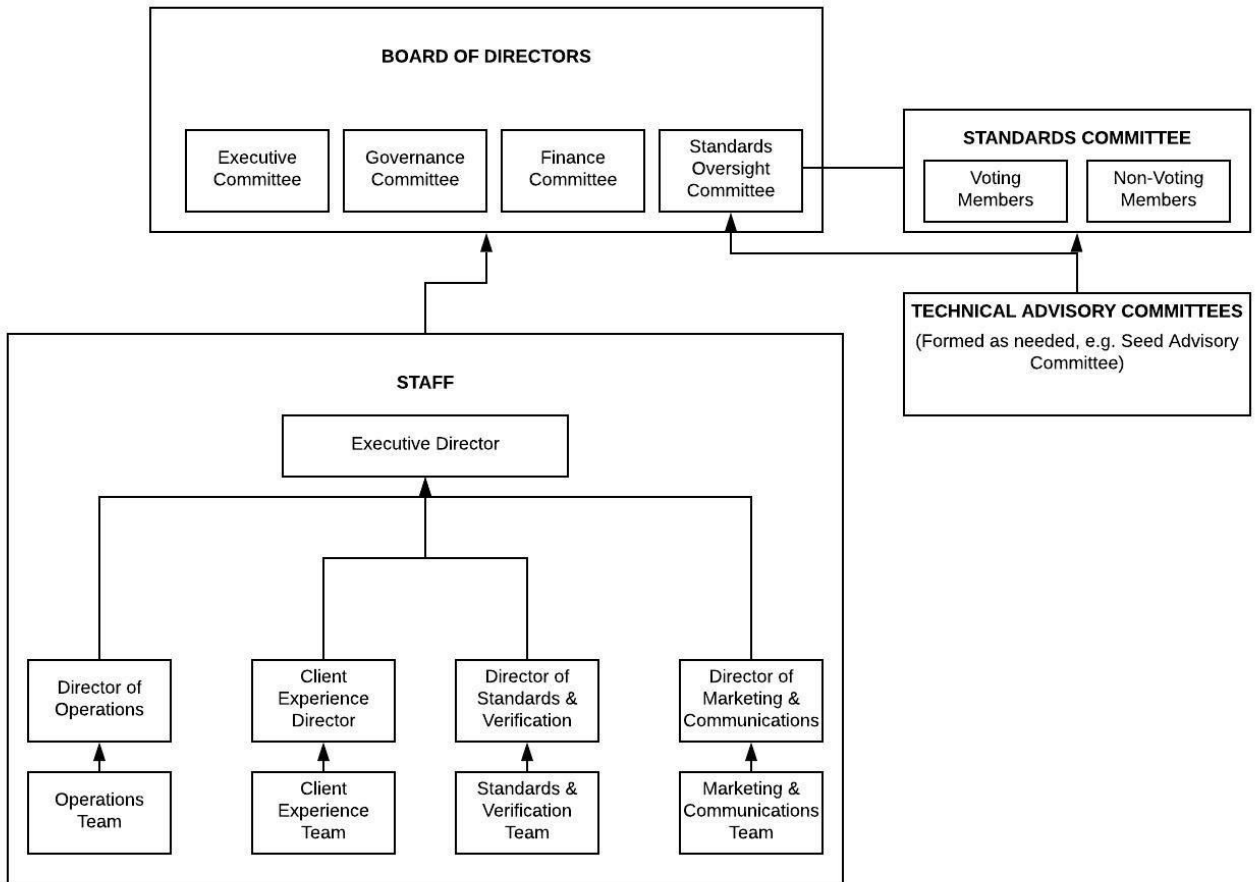 BOARD OF DIRECTORS
Executive
Committee
Governance
Committee
Finance
Committee
Standards
Oversight
Committee
STANDARDS COMMITTEE
Voting
Members
Non-Voting
Members
TECHNICAL ADVISORY COMMITTEES
(Formed as needed, e.g. Seed Advisory
Committee)
STAFF
Executive Director
Director of
Operations
Client
Experience
Director
Director of
Standards &
Verification
Director of
Marketing &
Communications
Operations
Team
Client
Experience
Team
Standards &
Verification
Team
Marketing &
Communications
Team